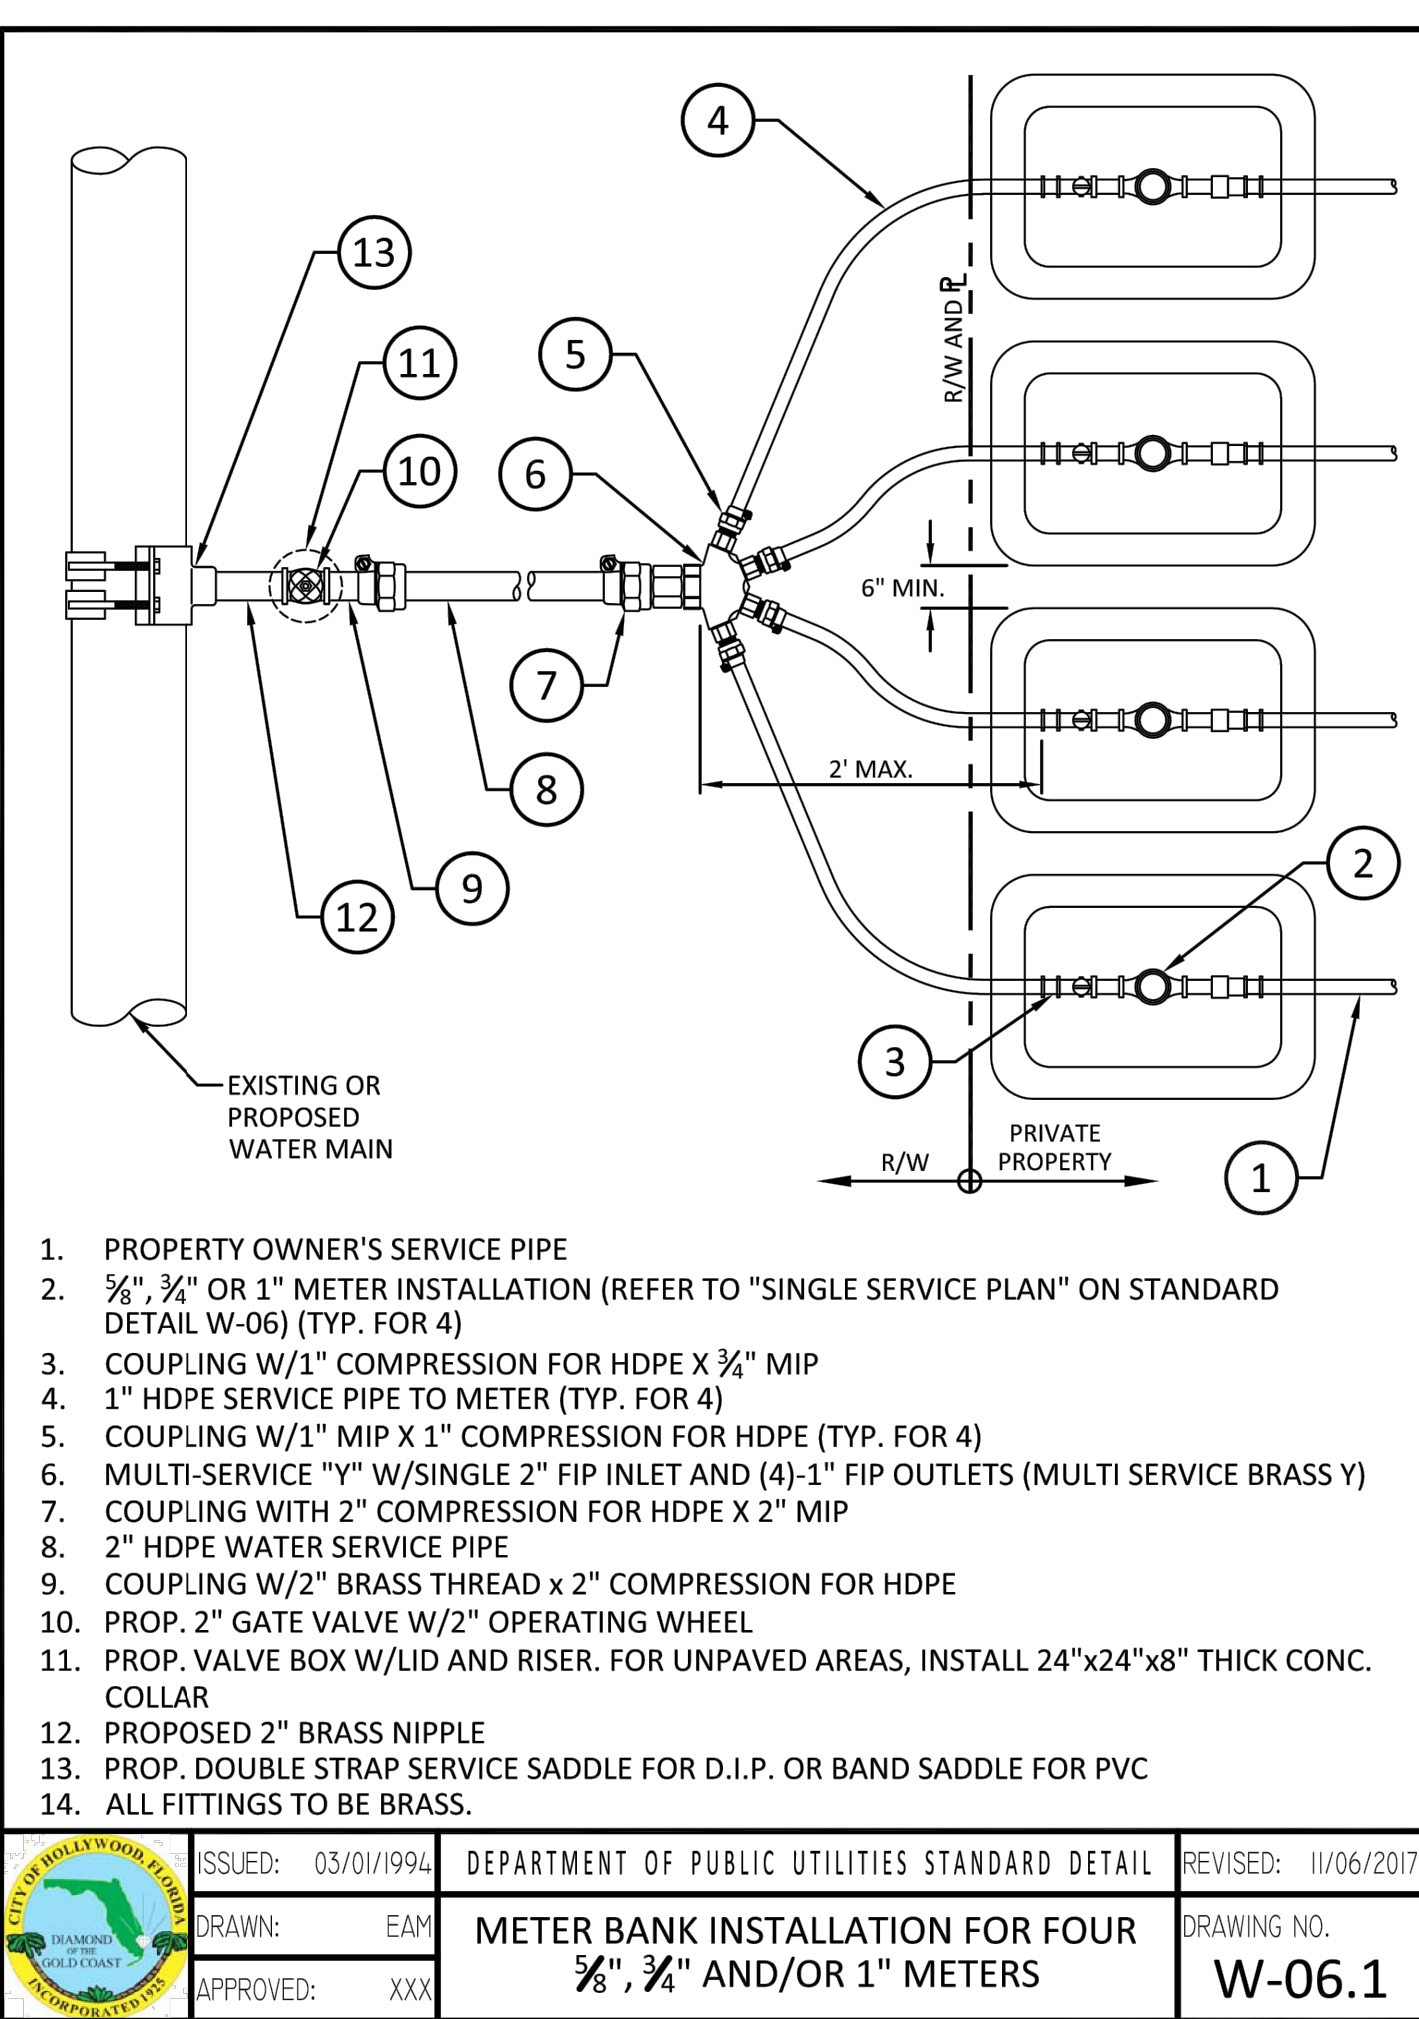 4
13
11
5
10
6
R/W AND PL
6" MIN.
7
2' MAX.
8
9
12
2
3
EXISTING OR
PROPOSED
WATER MAIN
PRIVATE
R/W PROPERTY
1
1. PROPERTY OWNER'S SERVICE PIPE
2. ⅝", ¾" OR 1" METER INSTALLATION (REFER TO "SINGLE SERVICE PLAN" ON STANDARD
DETAIL W-06) (TYP. FOR 4)
3. COUPLING W/1" COMPRESSION FOR HDPE X ¾" MIP
4. 1" HDPE SERVICE PIPE TO METER (TYP. FOR 4)
5. COUPLING W/1" MIP X 1" COMPRESSION FOR HDPE (TYP. FOR 4)
6. MULTI-SERVICE "Y" W/SINGLE 2" FIP INLET AND (4)-1" FIP OUTLETS (MULTI SERVICE BRASS Y)
7. COUPLING WITH 2" COMPRESSION FOR HDPE X 2" MIP
8. 2" HDPE WATER SERVICE PIPE
9. COUPLING W/2" BRASS THREAD x 2" COMPRESSION FOR HDPE
10. PROP. 2" GATE VALVE W/2" OPERATING WHEEL
11. PROP. VALVE BOX W/LID AND RISER. FOR UNPAVED AREAS, INSTALL 24"x24"x8" THICK CONC.
COLLAR
12. PROPOSED 2" BRASS NIPPLE
13. PROP. DOUBLE STRAP SERVICE SADDLE FOR D.I.P. OR BAND SADDLE FOR PVC
14. ALL FITTINGS TO BE BRASS.
CITY OF HOLLYWOOD, FLORIDA
DIAMOND
OF THE
GOLD COAST
INCORPORATED 1925
ISSUED: 03/01/1994
DRAWN: EAM
APPROVED: XXX
DEPARTMENT OF PUBLIC UTILITIES STANDARD DETAIL
METER BANK INSTALLATION FOR FOUR
⅝", ¾" AND/OR 1" METERS
REVISED: 11/06/2017
DRAWING NO.
W-06.1